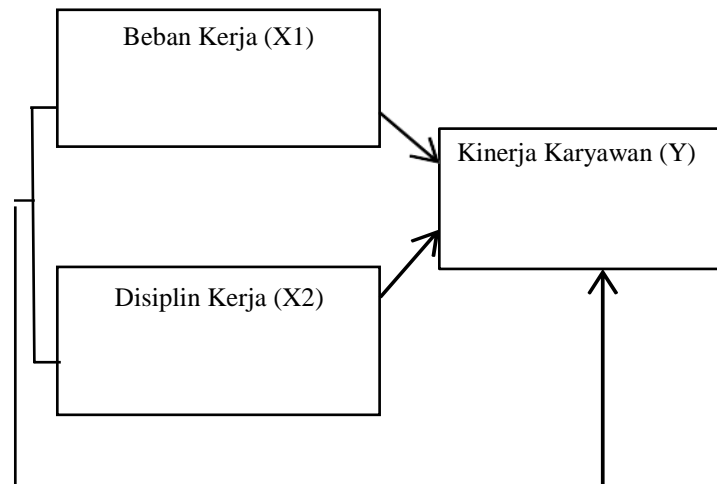 Beban Kerja (X1)
Kinerja Karyawan (Y)
Disiplin Kerja (X2)